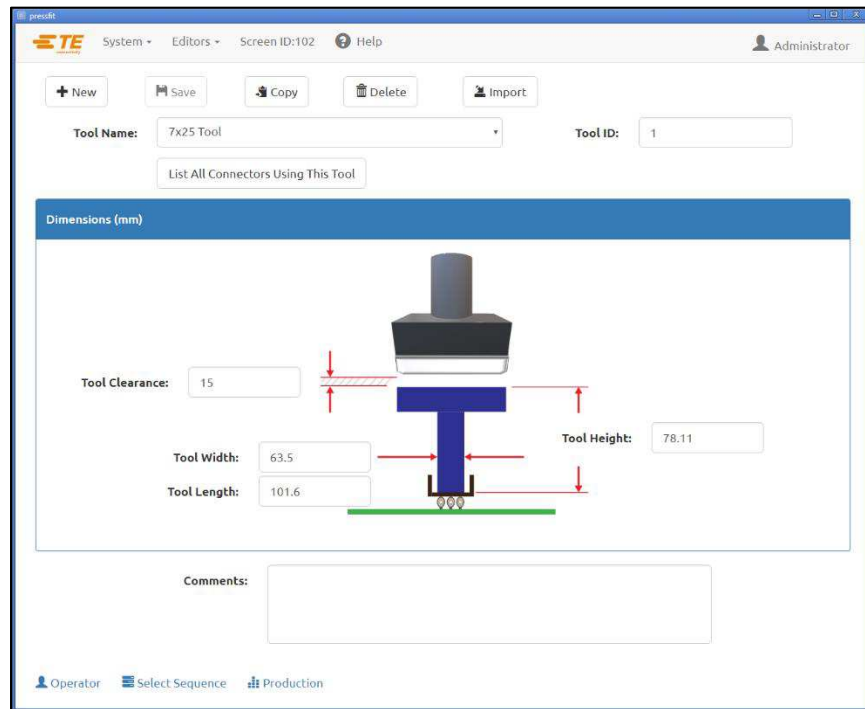 pressfit
TE System Editors Screen ID:102 Help Administrator
New Save Copy Delete Import
Tool Name: 7x25 Tool Tool ID: 1
List All Connectors Using This Tool
Dimensions (mm)
Tool Clearance: 15
Tool Height: 78.11
Tool Width: 63.5
Tool Length: 101.6
Comments:
Operator Select Sequence Production